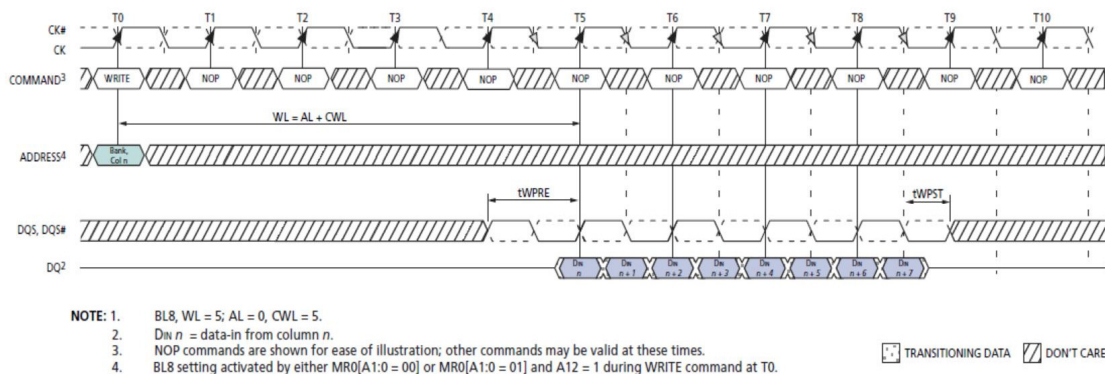 T0 T1 T2 T3 T4 T5 T6 T7 T8 T9 T10
CK#
CK
COMMAND3 WRITE NOP NOP NOP NOP NOP NOP NOP NOP NOP NOP
WL = AL + CWL
ADDRESS4 Bank,
Col n
tWPRE tWPST
DQS, DQS#
DQ2 DIN DIN DIN DIN DIN DIN DIN DIN
n n + 1 n + 2 n + 3 n + 4 n + 5 n + 6 n + 7
NOTE: 1. BL8, WL = 5; AL = 0, CWL = 5.
2. DIN n = data-in from column n.
3. NOP commands are shown for ease of illustration; other commands may be valid at these times.
4. BL8 setting activated by either MR0[A1:0 = 00] or MR0[A1:0 = 01] and A12 = 1 during WRITE command at T0.
TRANSITIONING DATA DON'T CARE